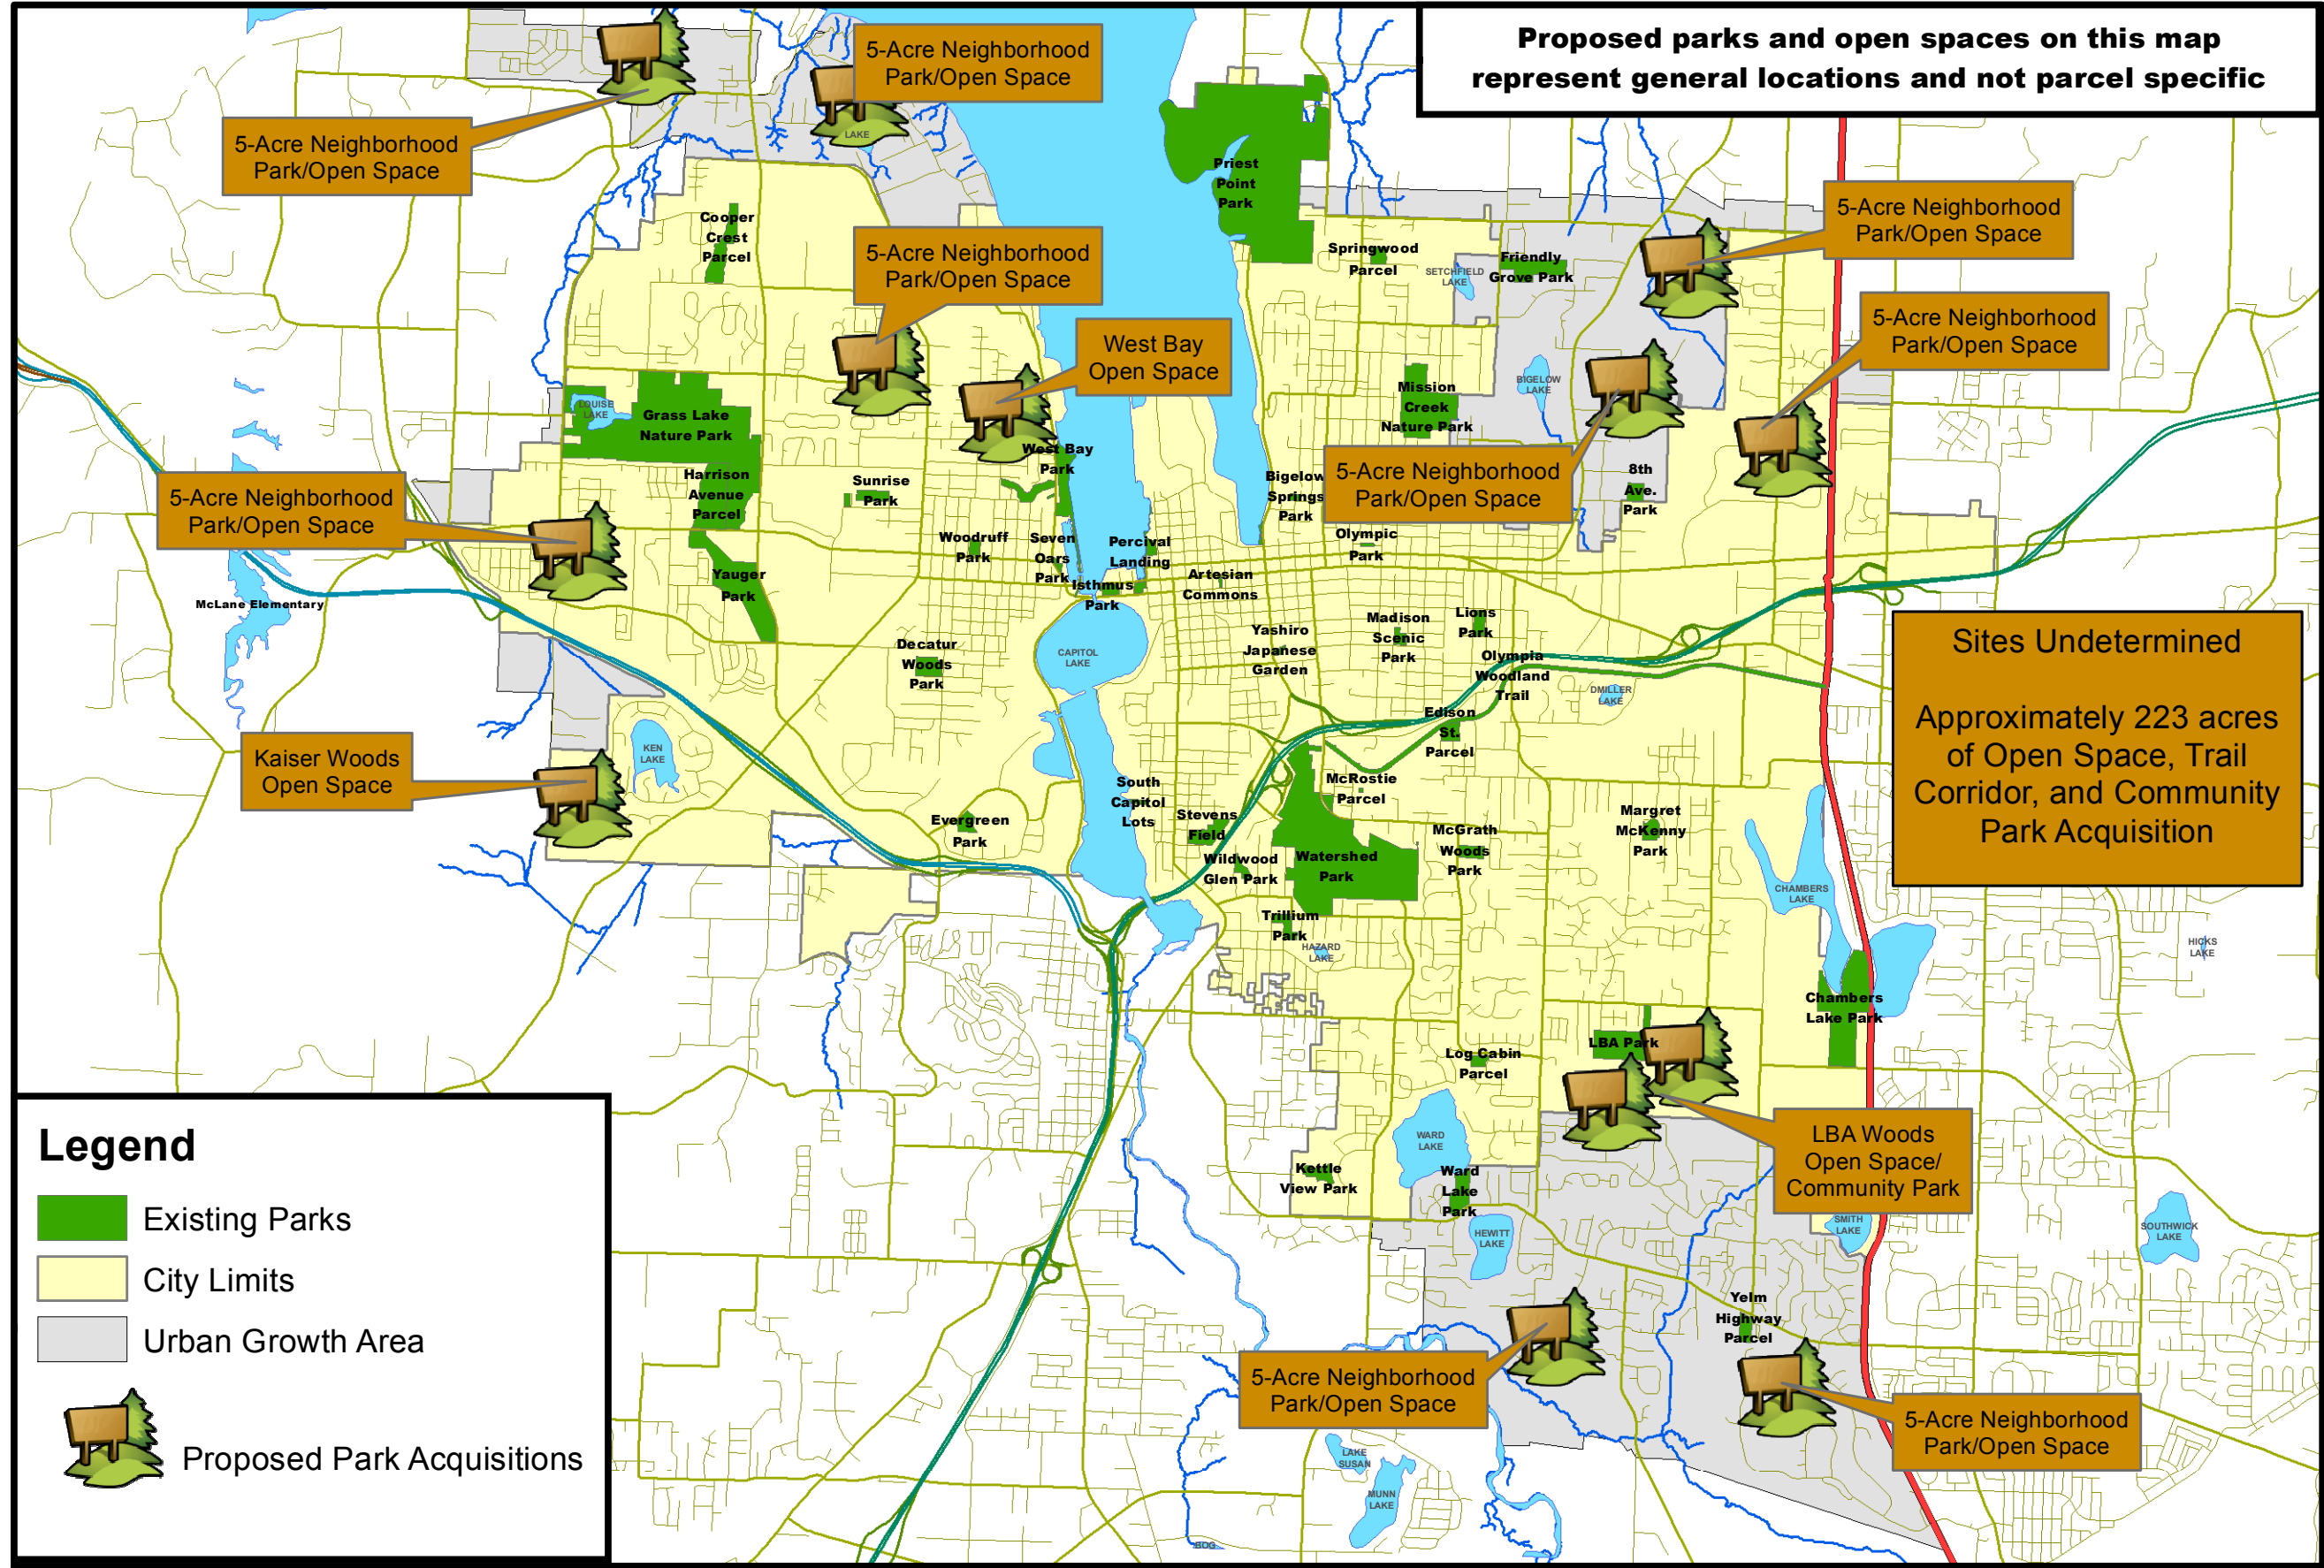 Proposed parks and open spaces on this map
represent general locations and not parcel specific
5-Acre Neighborhood
Park/Open Space
5-Acre Neighborhood
Park/Open Space
LAKE
Priest
Point
Park
5-Acre Neighborhood
Park/Open Space
Cooper
Crest
Parcel
5-Acre Neighborhood
Park/Open Space
Springwood
Parcel
SETCHFIELD
LAKE
Friendly
Grove Park
5-Acre Neighborhood
Park/Open Space
West Bay
Open Space
LOUISE
LAKE
Grass Lake
Nature Park
Mission
Creek
Nature Park
BIGELOW
LAKE
West Bay
Park
5-Acre Neighborhood
Park/Open Space
Harrison
Avenue
Parcel
Sunrise
Park
Bigelow
Springs
Park
5-Acre Neighborhood
Park/Open Space
8th
Ave.
Park
Woodruff
Park
Seven
Oars
Park
Percival
Landing
Olympic
Park
Yauger
Park
Isthmus
Park
Artesian
Commons
McLane Elementary
Madison
Scenic
Park
Lions
Park
Yashiro
Japanese
Garden
Decatur
Woods
Park
CAPITOL
LAKE
Olympia
Woodland
Trail
DMILLER
LAKE
Sites Undetermined
Approximately 223 acres
of Open Space, Trail
Corridor, and Community
Park Acquisition
Edison
St.
Parcel
Kaiser Woods
Open Space
KEN
LAKE
South
Capitol
Lots
McRostie
Parcel
Evergreen
Park
Stevens
Field
Margret
McKenny
Park
McGrath
Woods
Park
Wildwood
Glen Park
Watershed
Park
CHAMBERS
LAKE
Trillium
Park
HAZARD
LAKE
HICKS
LAKE
Chambers
Lake Park
LBA Park
Log Cabin
Parcel
LBA Woods
Open Space/
Community Park
WARD
LAKE
Kettle
View Park
Ward
Lake
Park
HEWITT
LAKE
SMITH
LAKE
SOUTHWICK
LAKE
Yelm
Highway
Parcel
5-Acre Neighborhood
Park/Open Space
5-Acre Neighborhood
Park/Open Space
LAKE
SUSAN
MUNN
LAKE
BOG
Legend
Existing Parks
City Limits
Urban Growth Area
Proposed Park Acquisitions